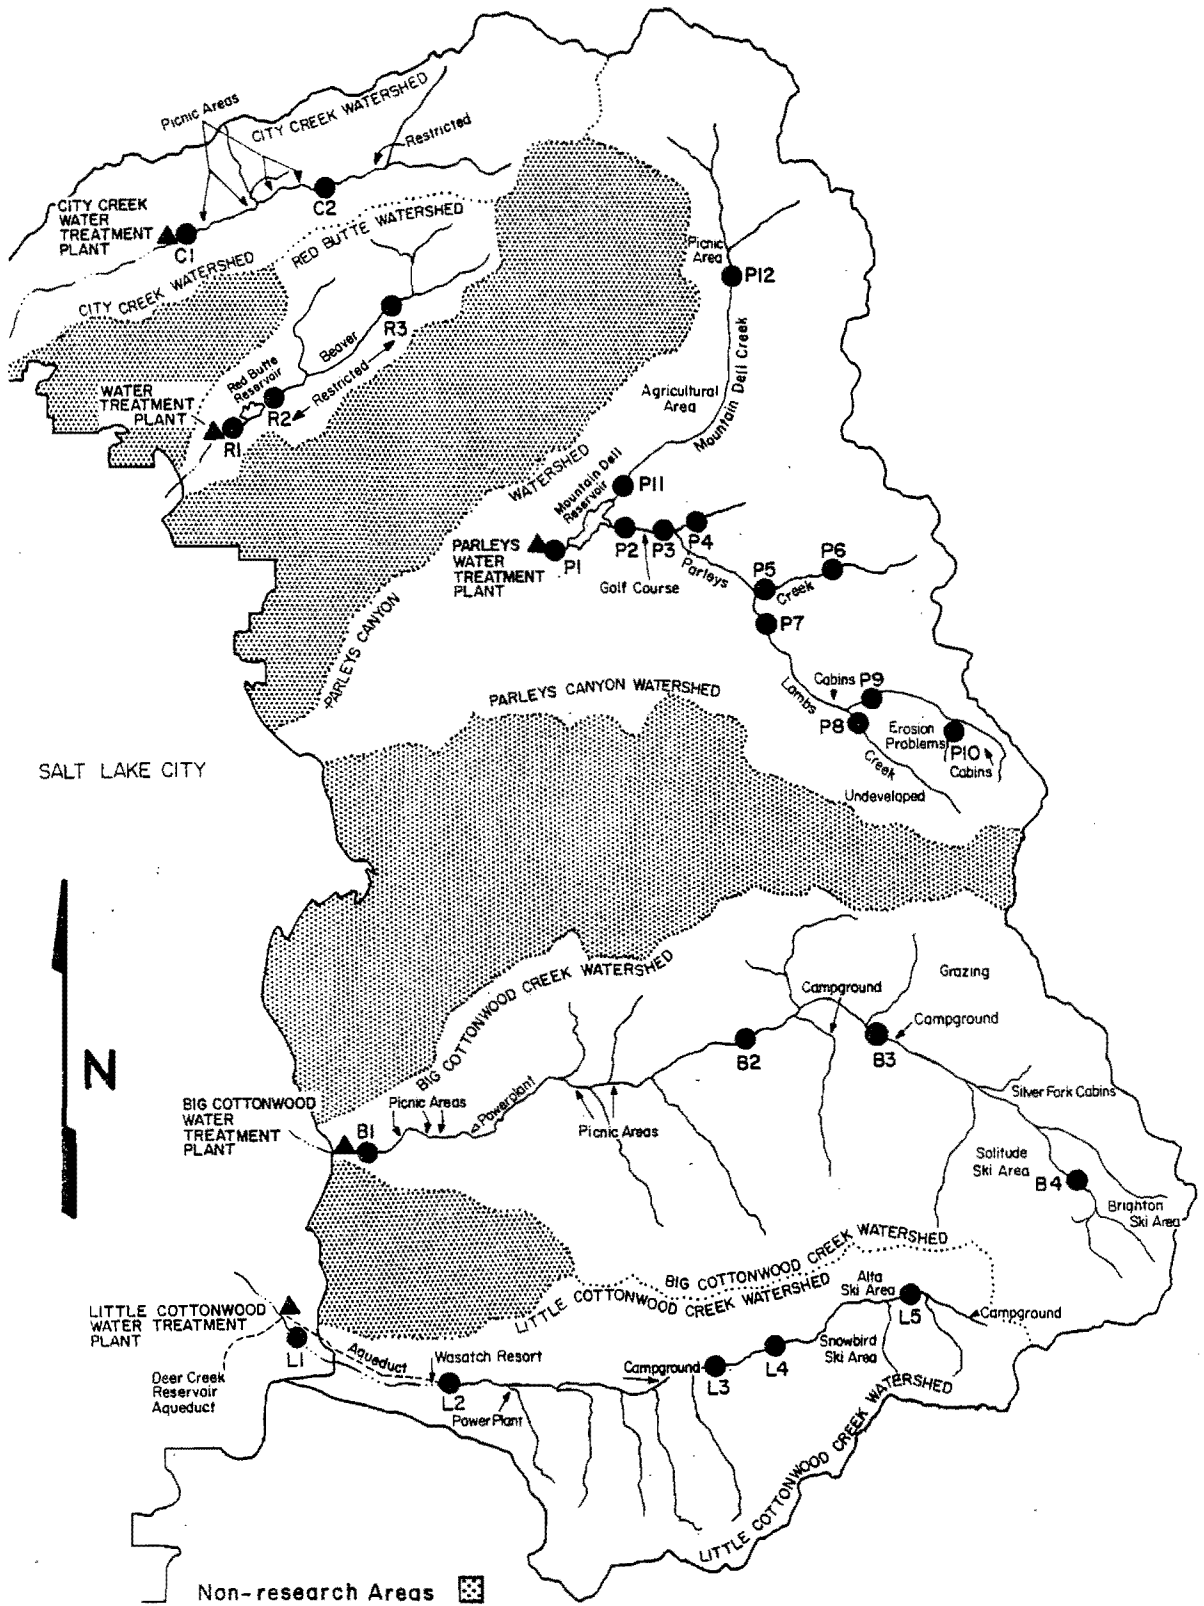 Picnic Areas
CITY CREEK WATERSHED
Restricted
CITY CREEK
WATER
TREATMENT
PLANT
C1
C2
CITY CREEK WATERSHED
RED BUTTE WATERSHED
R3
Beaver
Restricted
Red Butte
Reservoir
WATER
TREATMENT
PLANT
R2
R1
Picnic
Area
P12
Mountain Dell Creek
Agricultural
Area
WATERSHED
Mountain Dell
Reservoir
P11
PARLEYS
WATER
TREATMENT
PLANT
P1
P2
P3
P4
Golf Course
Parleys
Creek
P5
P6
P7
PARLEYS CANYON
PARLEYS CANYON WATERSHED
Lambs
Creek
Cabins
P9
P8
Erosion
Problems
P10
Cabins
Undeveloped
SALT LAKE CITY
N
BIG COTTONWOOD CREEK WATERSHED
Grazing
Campground
Campground
B2
B3
Silver Fork Cabins
BIG COTTONWOOD
WATER
TREATMENT
PLANT
B1
Picnic Areas
Powerplant
Picnic Areas
Solitude
Ski Area
B4
Brighton
Ski Area
BIG COTTONWOOD CREEK WATERSHED
LITTLE COTTONWOOD CREEK WATERSHED
Alta
Ski Area
L5
Campground
LITTLE COTTONWOOD
WATER TREATMENT
PLANT
L1
Aqueduct
Wasatch Resort
Deer Creek
Reservoir
Aqueduct
L2
Power Plant
Campground
L3
L4
Snowbird
Ski Area
LITTLE COTTONWOOD CREEK WATERSHED
Non-research Areas